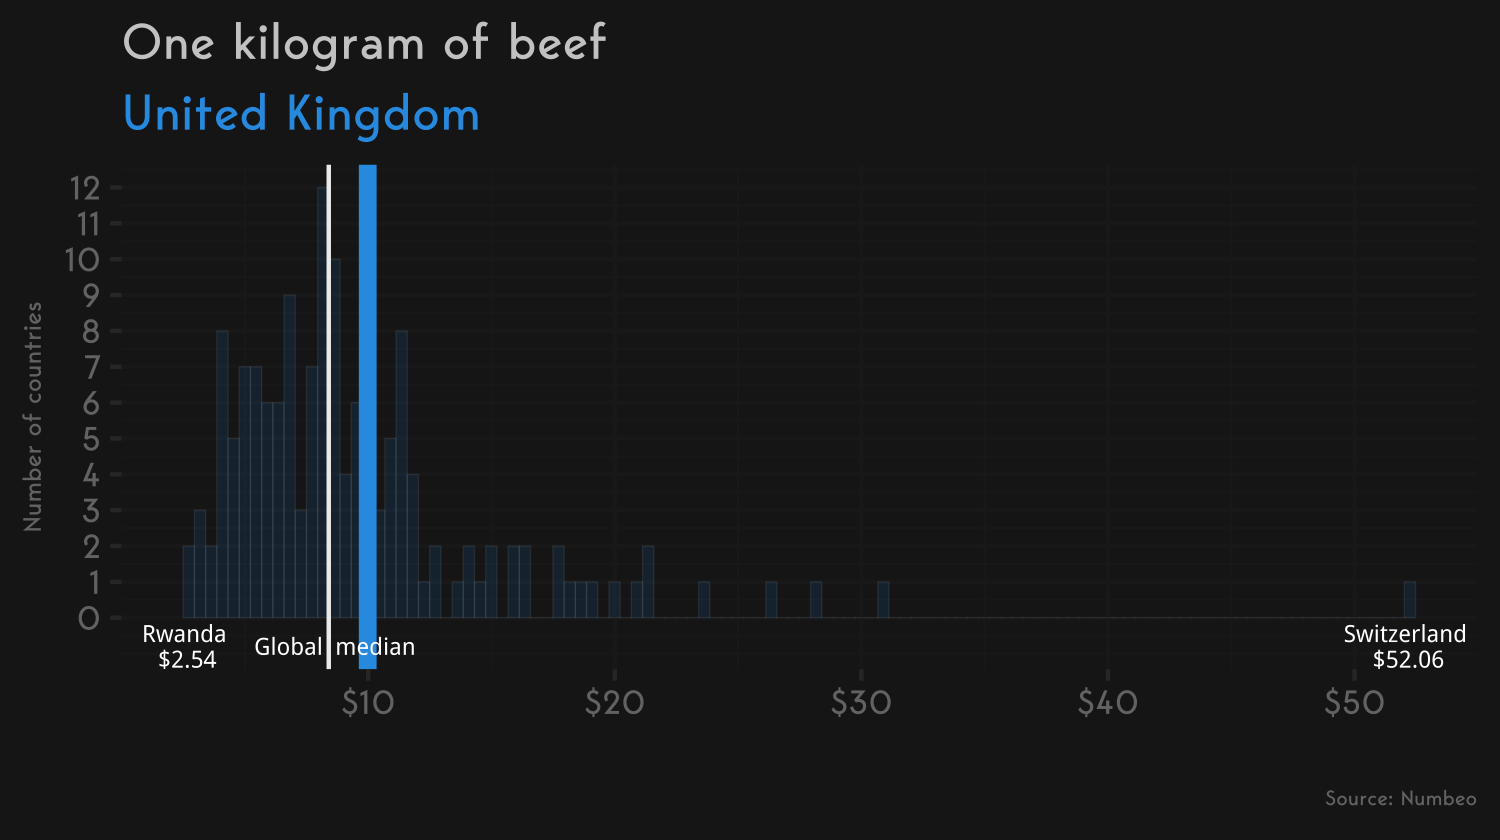 One kilogram of beef
United Kingdom
Number of countries
12
11
10
9
8
7
6
5
4
3
2
1
0
Rwanda
$2.54
Global median
Switzerland
$52.06
$10 $20 $30 $40 $50
Source: Numbeo